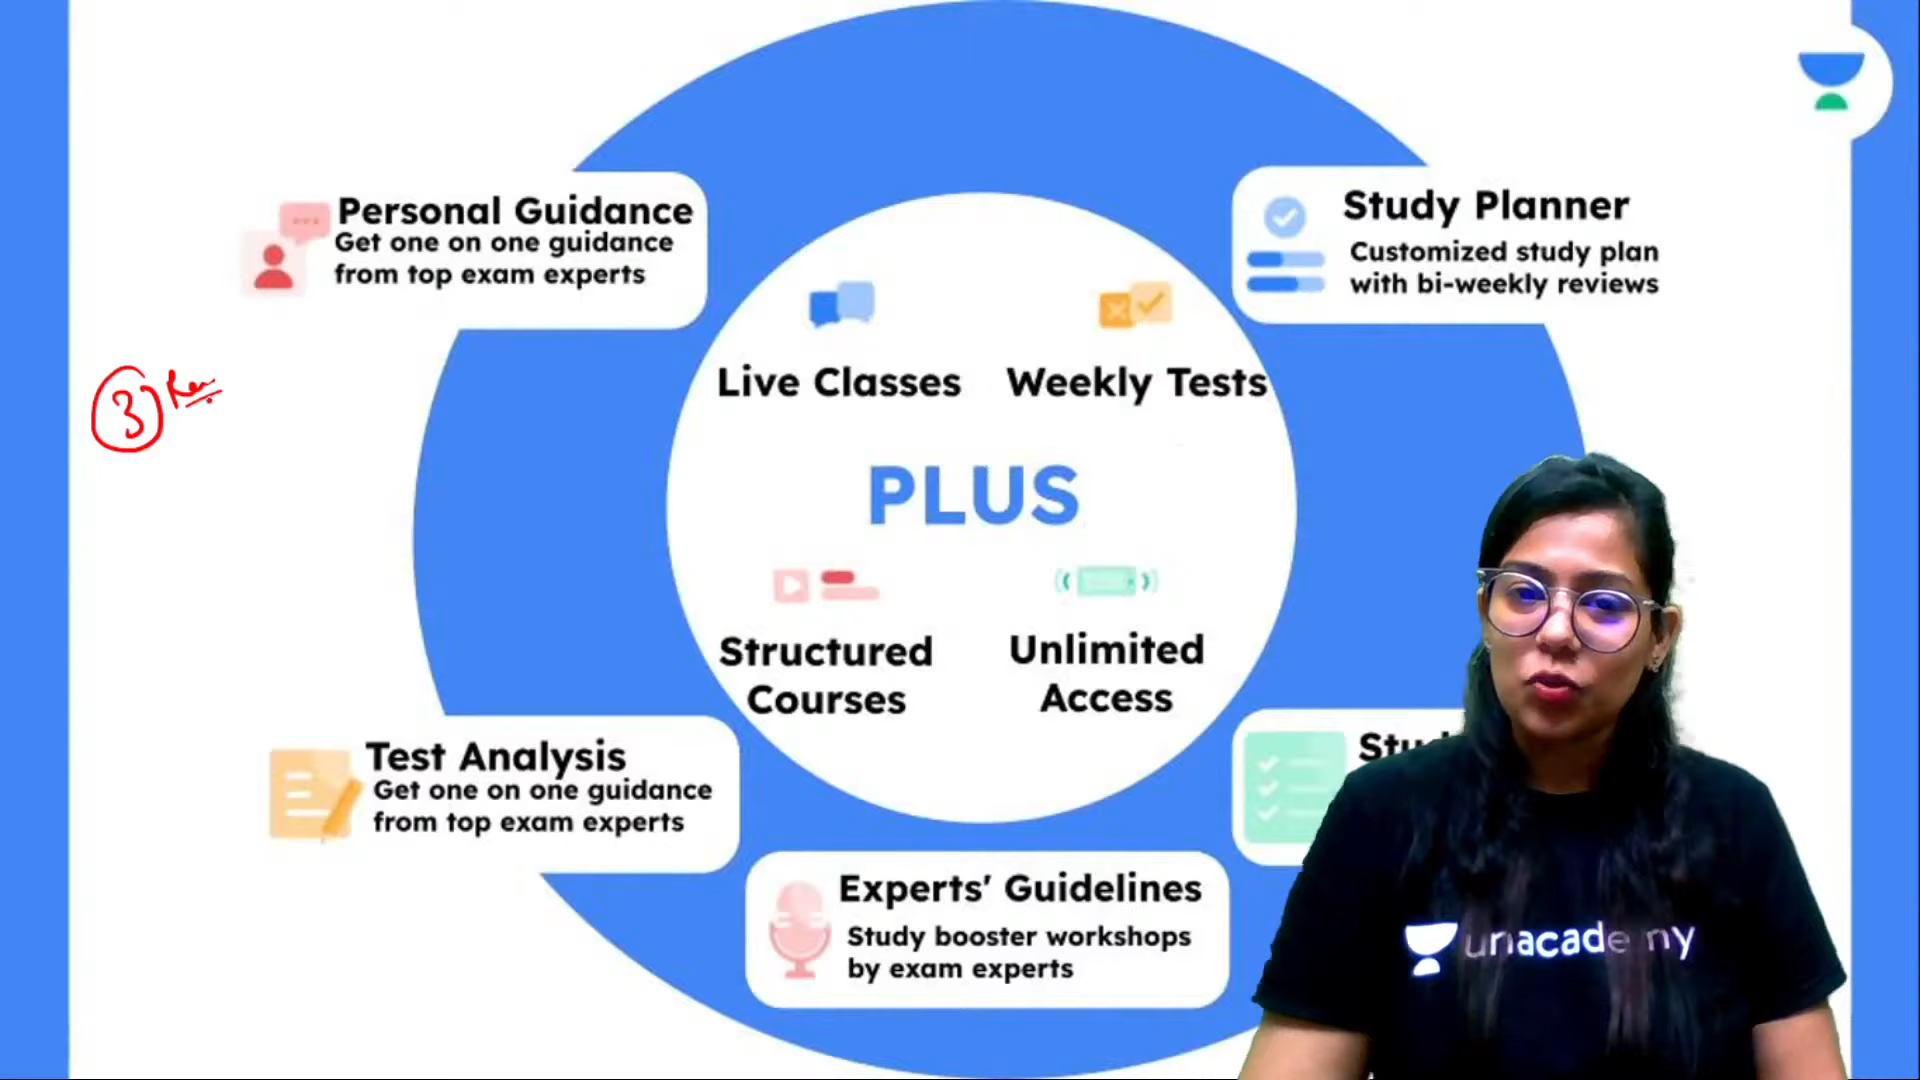 Personal Guidance
Get one on one guidance
from top exam experts
Study Planner
Customized study plan
with bi-weekly reviews
3
Live Classes
Weekly Tests
PLUS
Structured
Courses
Unlimited
Access
Test Analysis
Get one on one guidance
from top exam experts
Experts' Guidelines
Study booster workshops
by exam experts
unacademy